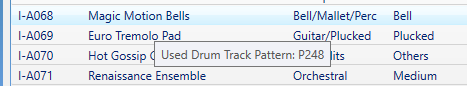 I-A068 Magic Motion Bells Bell/Mallet/Perc Bell
I-A069 Euro Tremolo Pad Guitar/Plucked Plucked
Used Drum Track Pattern: P248
I-A070 Hot Gossip Others
I-A071 Renaissance Ensemble Orchestral Medium